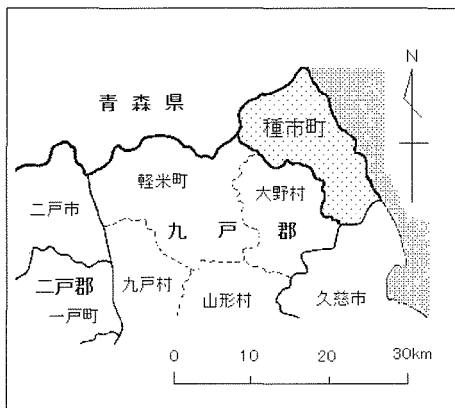 N
青森県
種市町
軽米町
大野村
二戸市
九戸郡
二戸郡
九戸村
一戸町
山形村
久慈市
0 10 20 30km